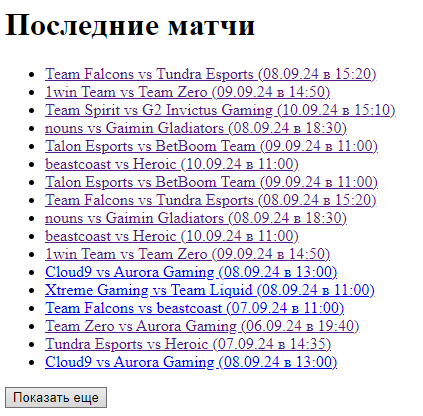 Последние матчи
Team Falcons vs Tundra Esports (08.09.24 в 15:20)
1win Team vs Team Zero (09.09.24 в 14:50)
Team Spirit vs G2 Invictus Gaming (10.09.24 в 15:10)
nouns vs Gaimin Gladiators (08.09.24 в 18:30)
Talon Esports vs BetBoom Team (09.09.24 в 11:00)
beastcoast vs Heroic (10.09.24 в 11:00)
Talon Esports vs BetBoom Team (09.09.24 в 11:00)
Team Falcons vs Tundra Esports (08.09.24 в 15:20)
nouns vs Gaimin Gladiators (08.09.24 в 18:30)
beastcoast vs Heroic (10.09.24 в 11:00)
1win Team vs Team Zero (09.09.24 в 14:50)
Cloud9 vs Aurora Gaming (08.09.24 в 13:00)
Xtreme Gaming vs Team Liquid (08.09.24 в 11:00)
Team Falcons vs beastcoast (07.09.24 в 11:00)
Team Zero vs Aurora Gaming (06.09.24 в 19:40)
Tundra Esports vs Heroic (07.09.24 в 14:35)
Cloud9 vs Aurora Gaming (08.09.24 в 13:00)
Показать еще